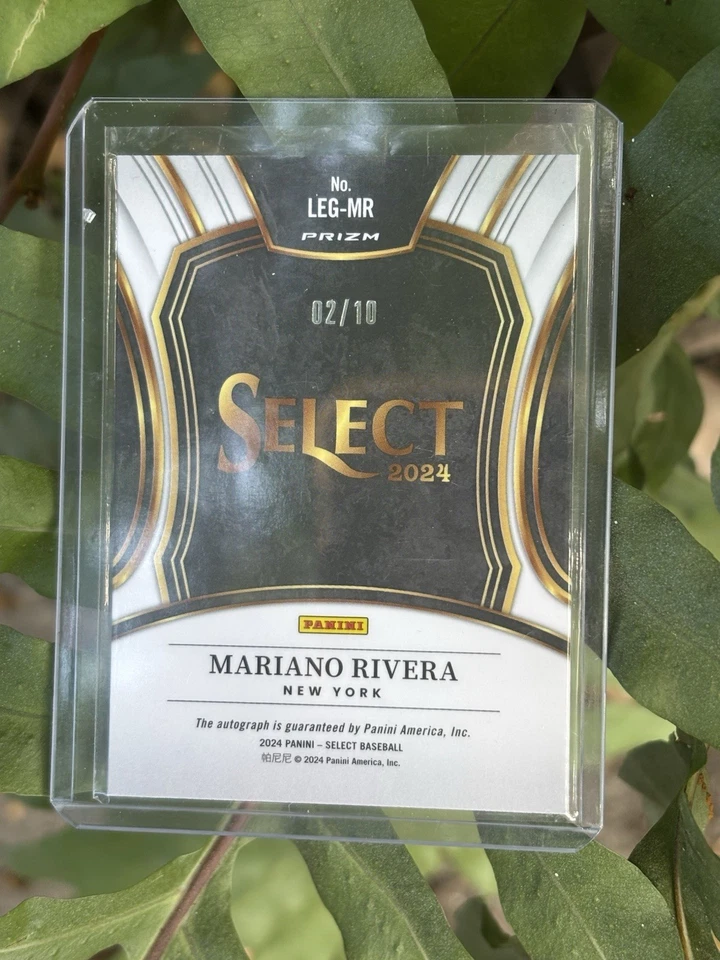 No.
LEG-MR
PRIZM
02/10
SELECT
2024
PANINI
MARIANO RIVERA
NEW YORK
The autograph is guaranteed by Panini America, Inc.
2024 PANINI – SELECT BASEBALL
帕尼尼 © 2024 Panini America, Inc.